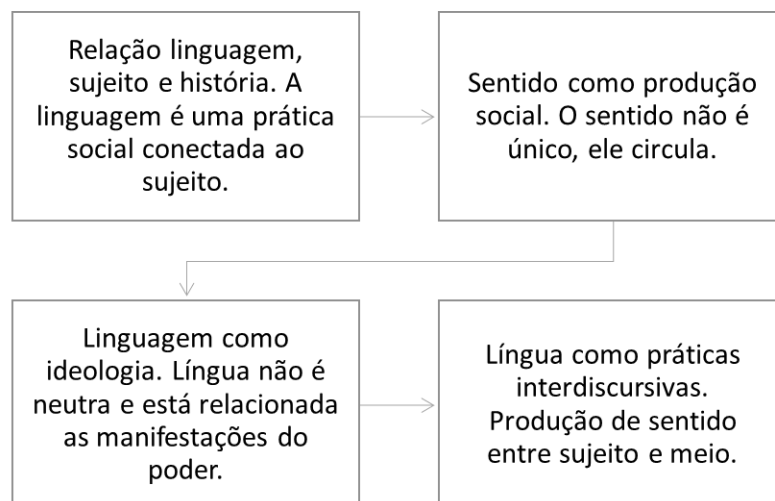 Relação linguagem,
sujeito e história. A
linguagem é uma prática
social conectada ao
sujeito.
Sentido como produção
social. O sentido não é
único, ele circula.
Linguagem como
ideologia. Língua não é
neutra e está relacionada
as manifestações do
poder.
Língua como práticas
interdiscursivas.
Produção de sentido
entre sujeito e meio.